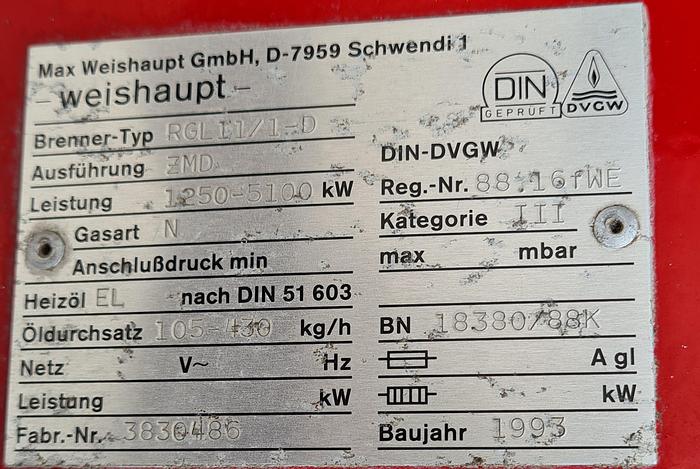 Max Weishaupt GmbH, D-7959 Schwendi 1
- weishaupt -
DIN
GEPRÜFT
DVGW
Brenner-Typ RGL11/1-D
Ausführung ZMD
Leistung 1250-5100 kW
Gasart N
Anschlußdruck min
Heizöl EL nach DIN 51 603
Öldurchsatz 105-430 kg/h
Netz V~ Hz
Leistung kW
Fabr.-Nr. 3830486
DIN-DVGW
Reg.-Nr. 88.16fWE
Kategorie III
max mbar
BN 18380/88K
A gl
kW
Baujahr 1993